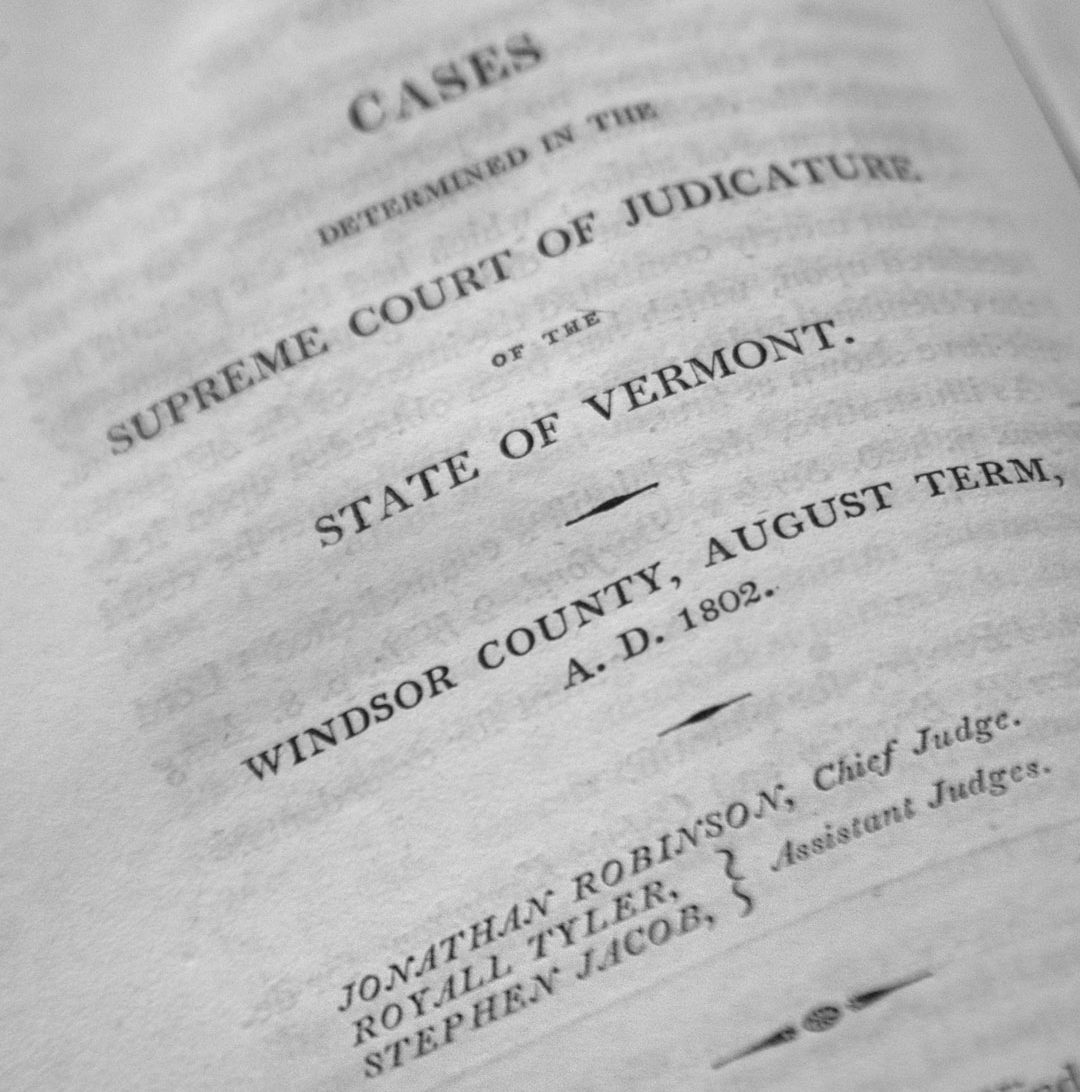 CASES
DETERMINED IN THE
SUPREME COURT OF JUDICATURE
OF THE
STATE OF VERMONT.
WINDSOR COUNTY, AUGUST TERM,
A. D. 1802.
JONATHAN ROBINSON, Chief Judge.
ROYALL TYLER, } Assistant Judges.
STEPHEN JACOB,